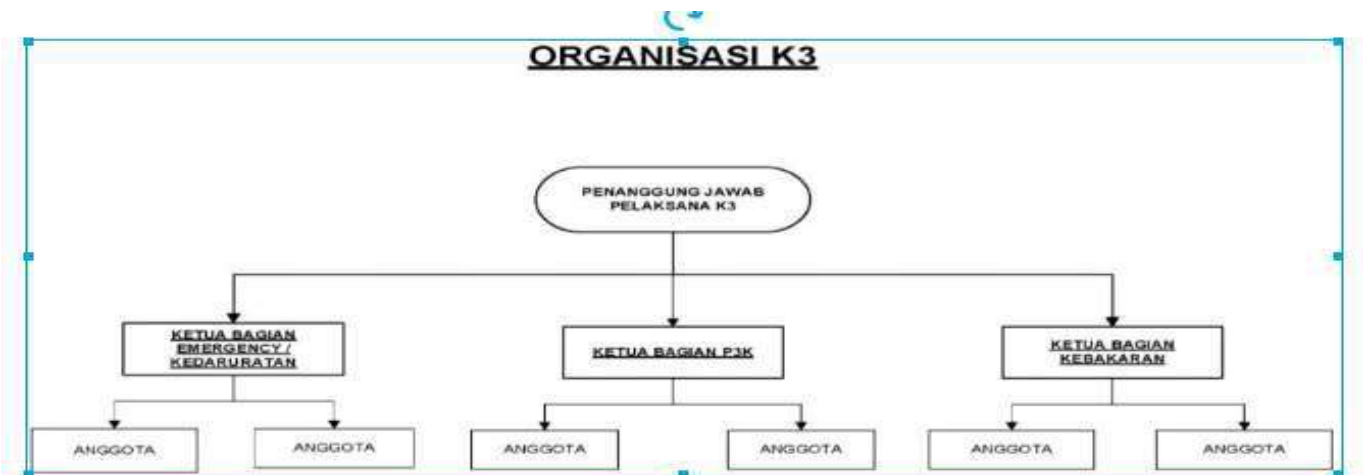 ORGANISASI K3
PENANGGUNG JAWAB
PELAKSANA K3
KETUA BAGIAN
EMERGENCY /
KEDARURATAN
KETUA BAGIAN P3K
KETUA BAGIAN
KEBAKARAN
ANGGOTA
ANGGOTA
ANGGOTA
ANGGOTA
ANGGOTA
ANGGOTA